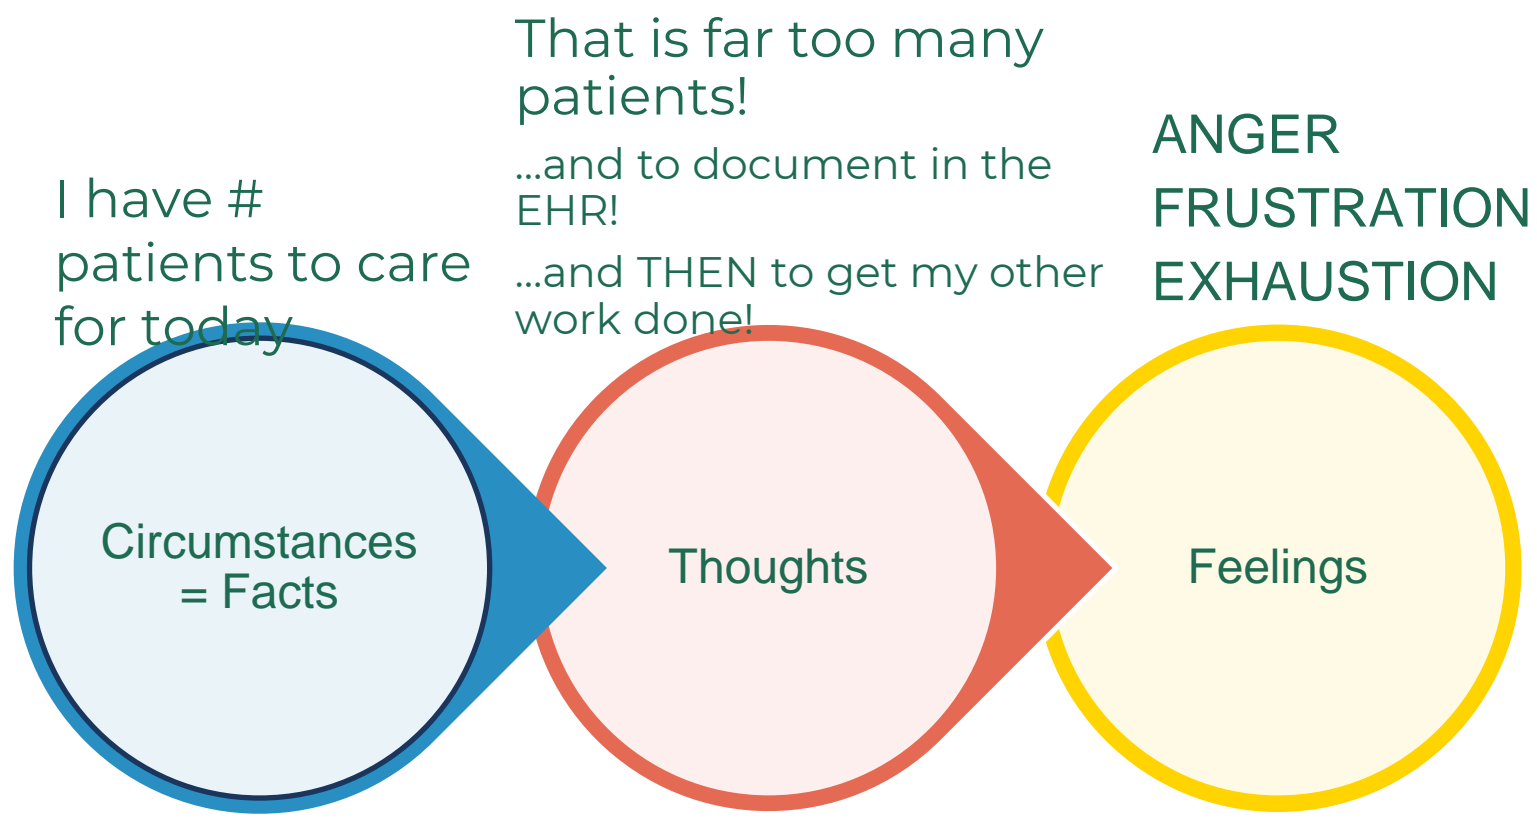 I have #
patients to care
for today
That is far too many
patients!
...and to document in the
EHR!
...and THEN to get my other
work done!
ANGER
FRUSTRATION
EXHAUSTION
Circumstances
= Facts
Thoughts
Feelings